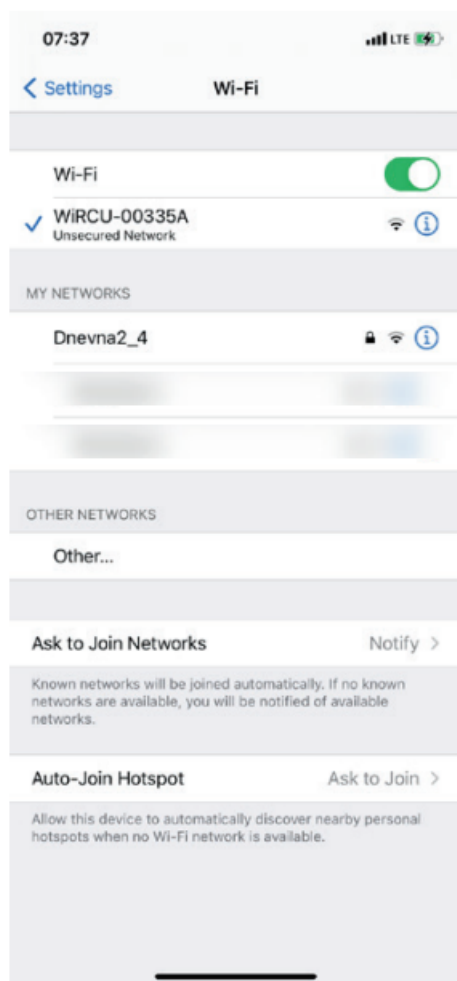 07:37 LTE
Settings Wi-Fi
Wi-Fi
WiRCU-00335A
Unsecured Network
MY NETWORKS
Dnevna2_4
OTHER NETWORKS
Other...
Ask to Join Networks Notify
Known networks will be joined automatically. If no known
networks are available, you will be notified of available
networks.
Auto-Join Hotspot Ask to Join
Allow this device to automatically discover nearby personal
hotspots when no Wi-Fi network is available.